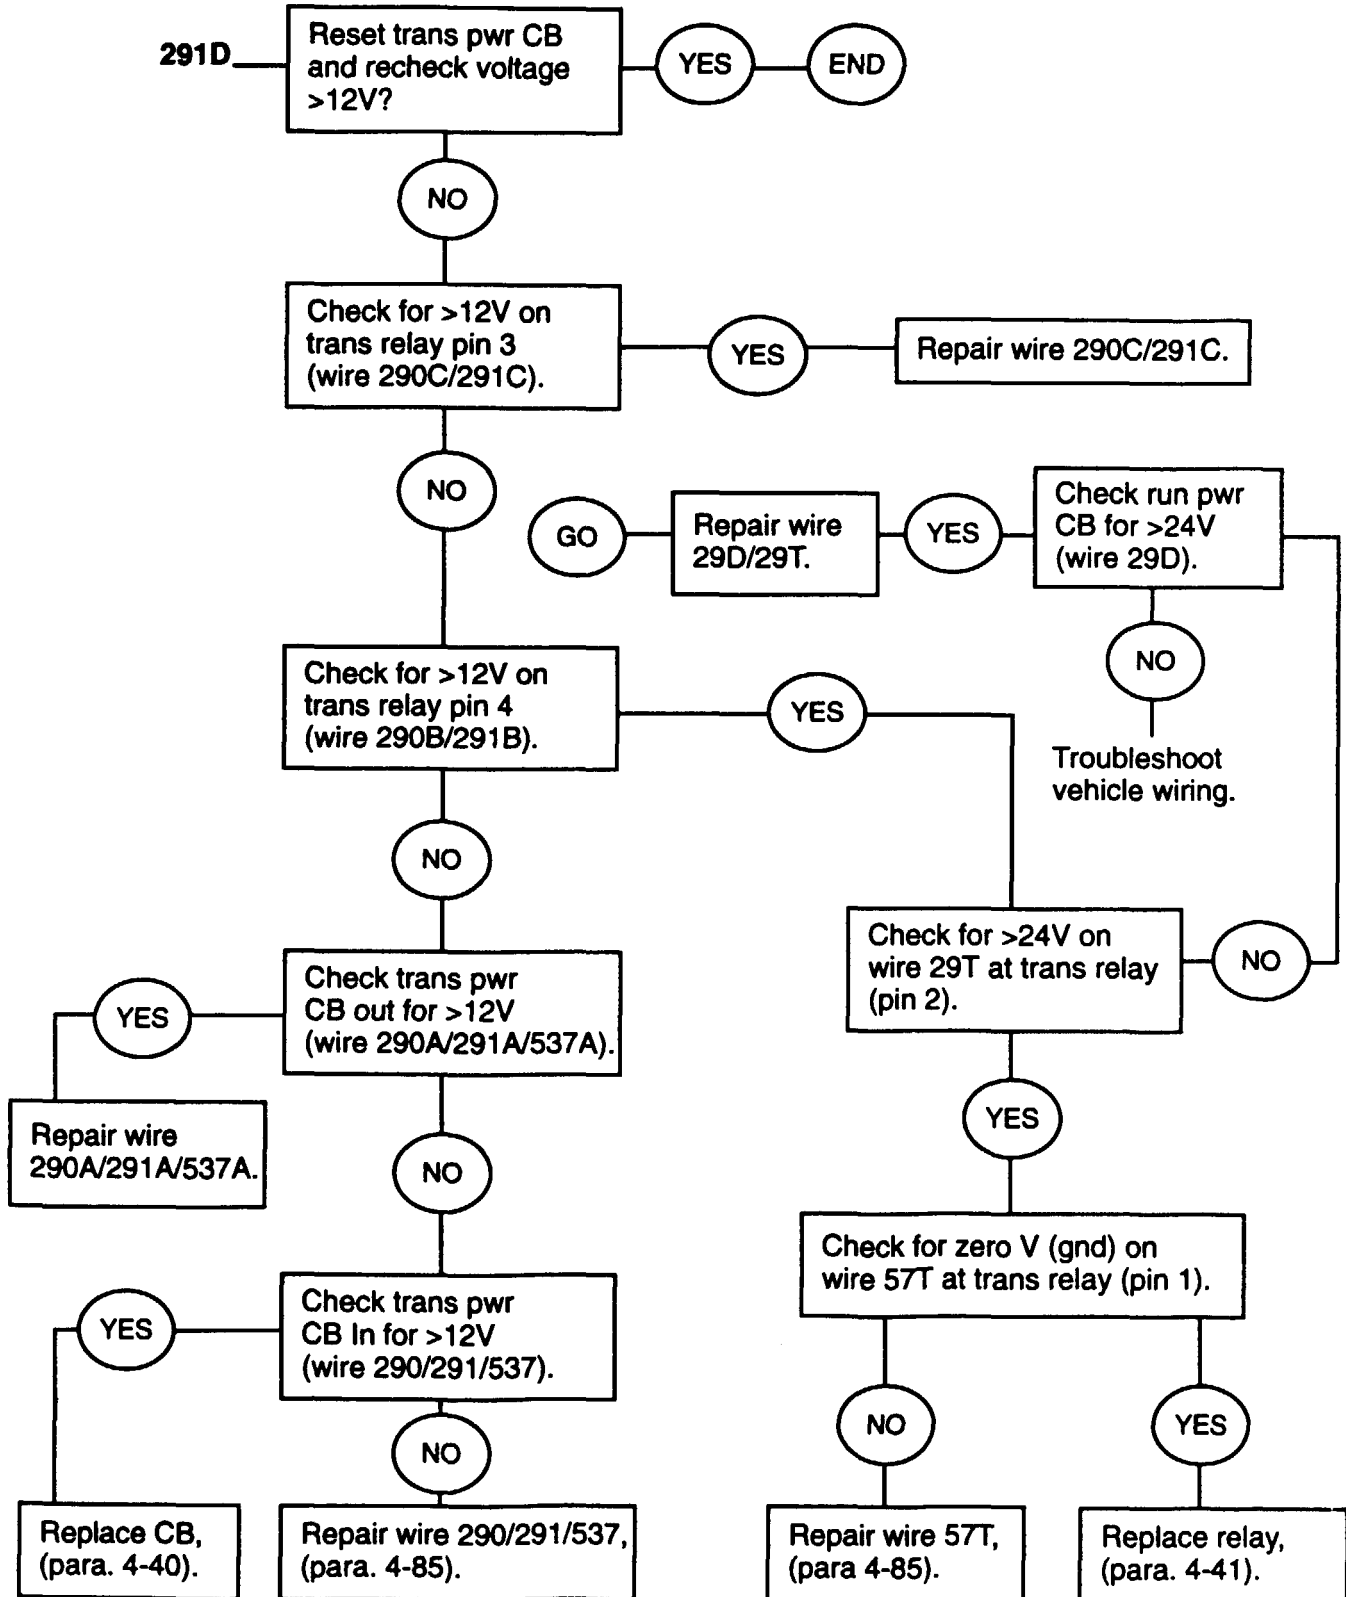 291D
Reset trans pwr CB
and recheck voltage
>12V?
YES
END
NO
Check for >12V on
trans relay pin 3
(wire 290C/291C).
YES
Repair wire 290C/291C.
NO
GO
Repair wire
29D/29T.
YES
Check run pwr
CB for >24V
(wire 29D).
NO
Troubleshoot
vehicle wiring.
Check for >12V on
trans relay pin 4
(wire 290B/291B).
YES
NO
Check for >24V on
wire 29T at trans relay
(pin 2).
NO
YES
Check trans pwr
CB out for >12V
(wire 290A/291A/537A).
YES
Repair wire
290A/291A/537A.
NO
Check for zero V (gnd) on
wire 57T at trans relay (pin 1).
YES
Check trans pwr
CB In for >12V
(wire 290/291/537).
NO
NO
YES
Replace CB,
(para. 4-40).
Repair wire 290/291/537,
(para. 4-85).
Repair wire 57T,
(para 4-85).
Replace relay,
(para. 4-41).